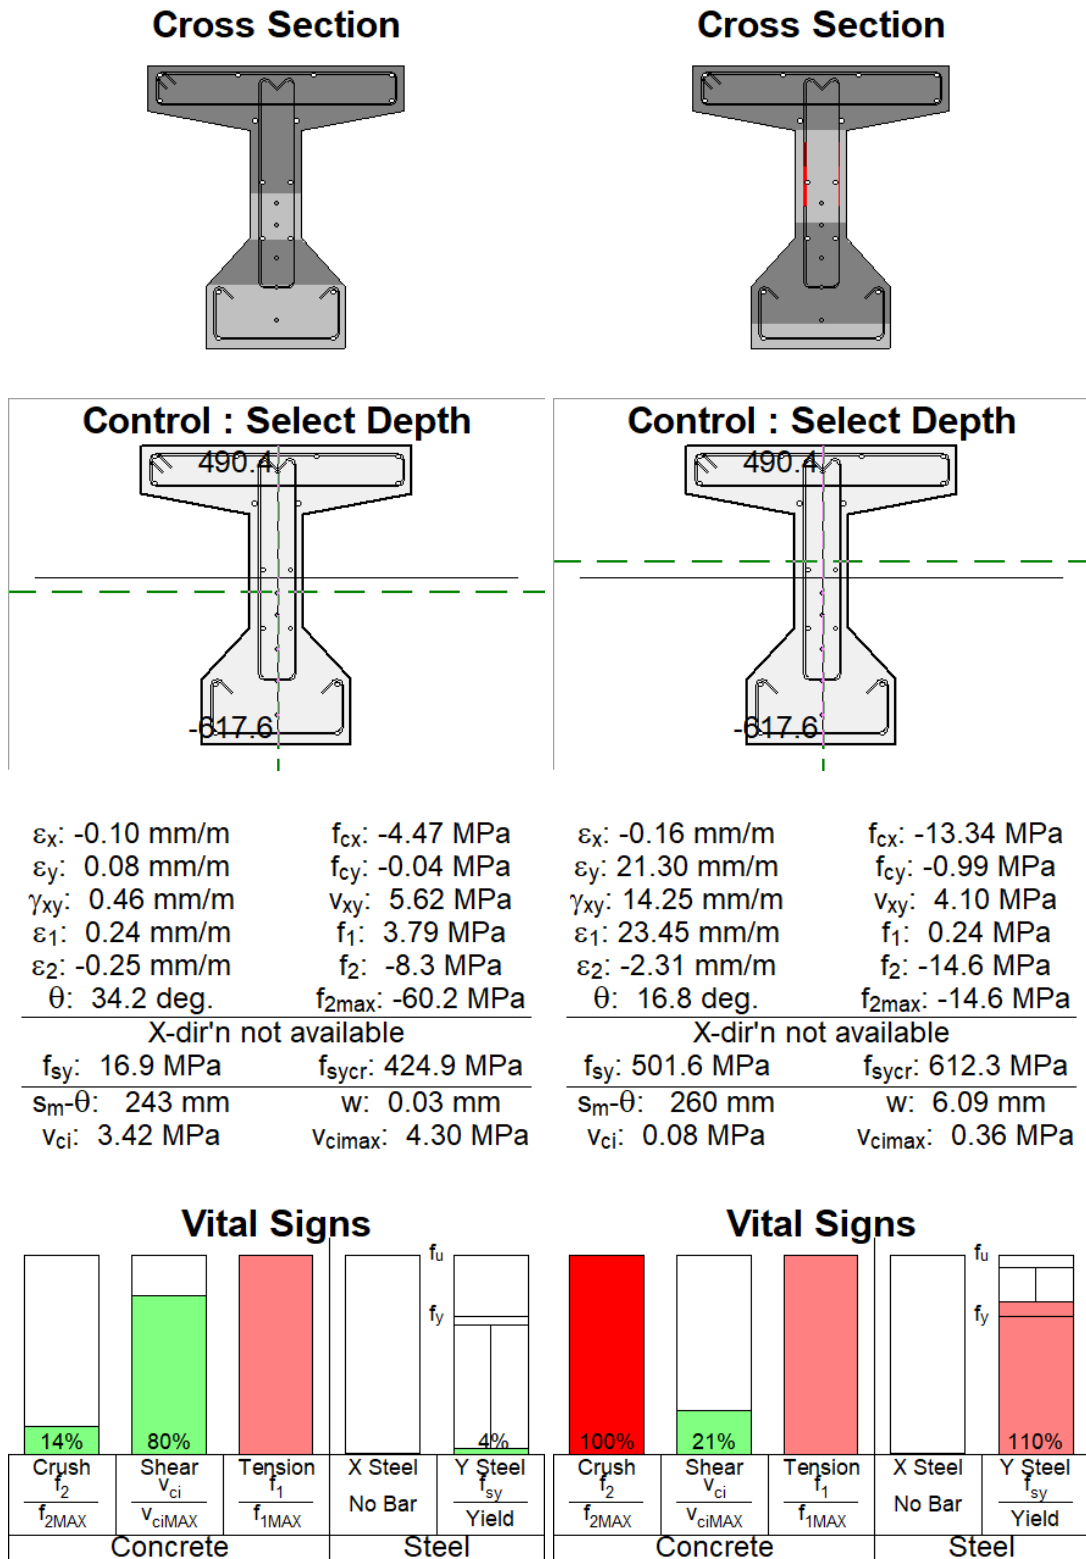 Cross Section
Cross Section
Control : Select Depth
490.4
-617.6
Control : Select Depth
490.4
-617.6
εx: -0.10 mm/m fcx: -4.47 MPa
εy: 0.08 mm/m fcy: -0.04 MPa
γxy: 0.46 mm/m vxy: 5.62 MPa
ε1: 0.24 mm/m f1: 3.79 MPa
ε2: -0.25 mm/m f2: -8.3 MPa
θ: 34.2 deg. f2max: -60.2 MPa
X-dir'n not available
fsy: 16.9 MPa fsycr: 424.9 MPa
sm-θ: 243 mm w: 0.03 mm
vci: 3.42 MPa vcimax: 4.30 MPa
εx: -0.16 mm/m fcx: -13.34 MPa
εy: 21.30 mm/m fcy: -0.99 MPa
γxy: 14.25 mm/m vxy: 4.10 MPa
ε1: 23.45 mm/m f1: 0.24 MPa
ε2: -2.31 mm/m f2: -14.6 MPa
θ: 16.8 deg. f2max: -14.6 MPa
X-dir'n not available
fsy: 501.6 MPa fsycr: 612.3 MPa
sm-θ: 260 mm w: 6.09 mm
vci: 0.08 MPa vcimax: 0.36 MPa
Vital Signs
fu
fy
14% 80% 4%
Crush Shear Tension X Steel Y Steel
f2 vci f1 No Bar fsy
f2MAX vciMAX f1MAX Yield
Concrete Steel
Vital Signs
fu
fy
100% 21% 110%
Crush Shear Tension X Steel Y Steel
f2 vci f1 No Bar fsy
f2MAX vciMAX f1MAX Yield
Concrete Steel